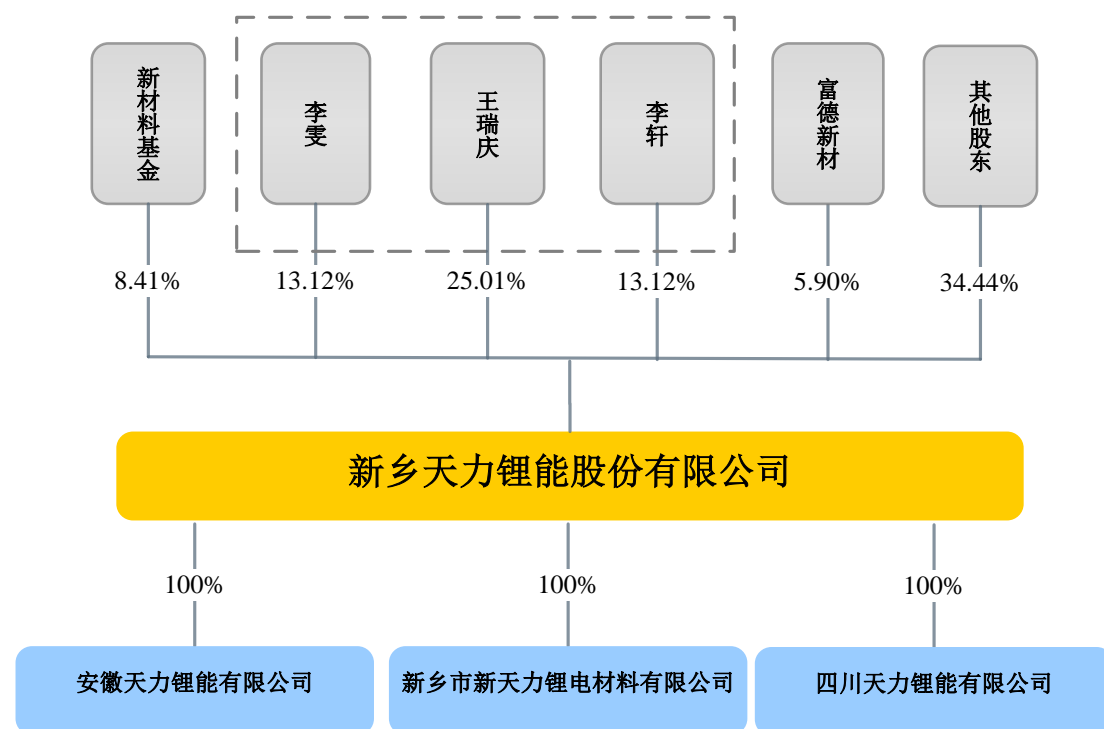 新材料基金
李雯
王瑞庆
李轩
富德新材
其他股东
8.41%
13.12%
25.01%
13.12%
5.90%
34.44%
新乡天力锂能股份有限公司
100%
100%
100%
安徽天力锂能有限公司
新乡市新天力锂电材料有限公司
四川天力锂能有限公司